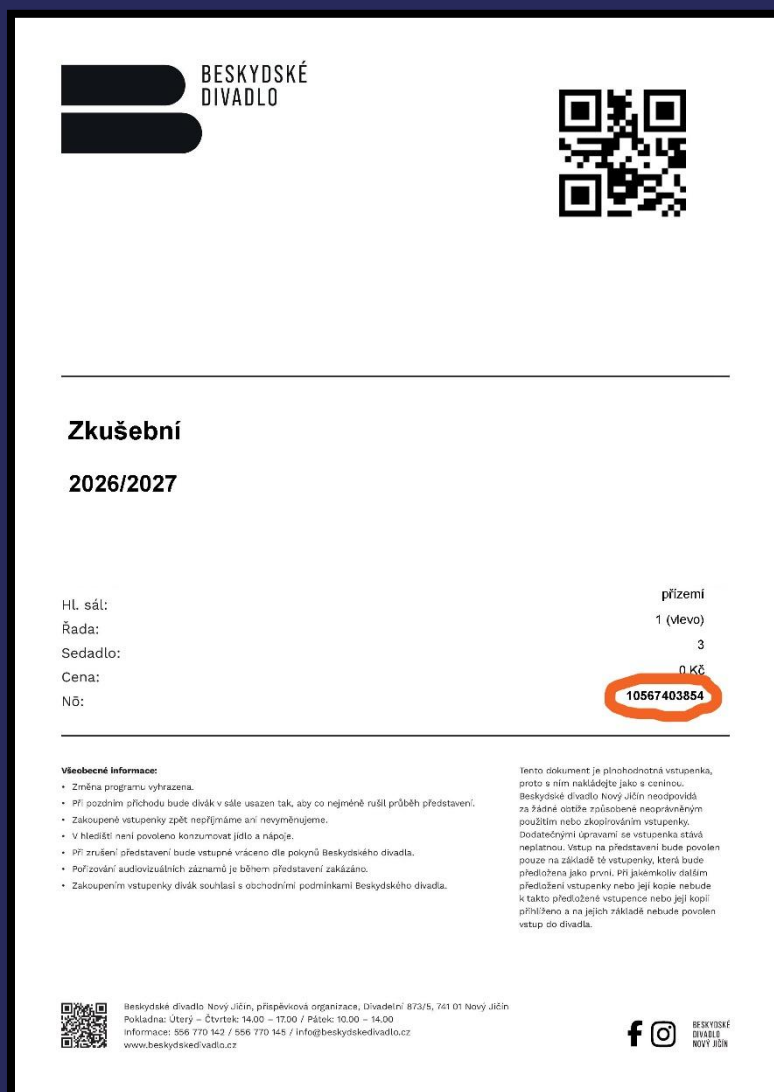 BESKYDSKÉ
DIVADLO
Zkušební
2026/2027
Hl. sál: přízemí
Řada: 1 (vlevo)
Sedadlo: 3
Cena: 0 Kč
Nō: 10567403854
Všeobecné informace:
• Změna programu vyhrazena.
• Při pozdním příchodu bude divák v sále usazen tak, aby co nejméně rušil průběh představení.
• Zakoupené vstupenky zpět nepřijímáme ani nevyměňujeme.
• V hledišti není povoleno konzumovat jídlo a nápoje.
• Při zrušení představení bude vstupné vráceno dle pokynů Beskydského divadla.
• Pořizování audiovizuálních záznamů je během představení zakázáno.
• Zakoupením vstupenky divák souhlasí s obchodními podmínkami Beskydského divadla.
Tento dokument je plnohodnotná vstupenka,
proto s ním nakládejte jako s ceninou.
Beskydské divadlo Nový Jičín neodpovídá
za žádné obtíže způsobené neoprávněným
použitím nebo zkopírováním vstupenky.
Dodatečnými úpravami se vstupenka stává
neplatnou. Vstup na představení bude povolen
pouze na základě té vstupenky, která bude
předložena jako první. Při jakémkoliv dalším
předložení vstupenky nebo její kopie nebude
k takto předložené vstupence nebo její kopii
přihlíženo a na jejich základě nebude povolen
vstup do divadla.
Beskydské divadlo Nový Jičín, příspěvková organizace, Divadelní 873/5, 741 01 Nový Jičín
Pokladna: Úterý – Čtvrtek: 14.00 – 17.00 / Pátek: 10.00 – 14.00
Informace: 556 770 142 / 556 770 145 / info@beskydskedivadlo.cz
www.beskydskedivadlo.cz
BESKYDSKÉ
DIVADLO
NOVÝ JIČÍN